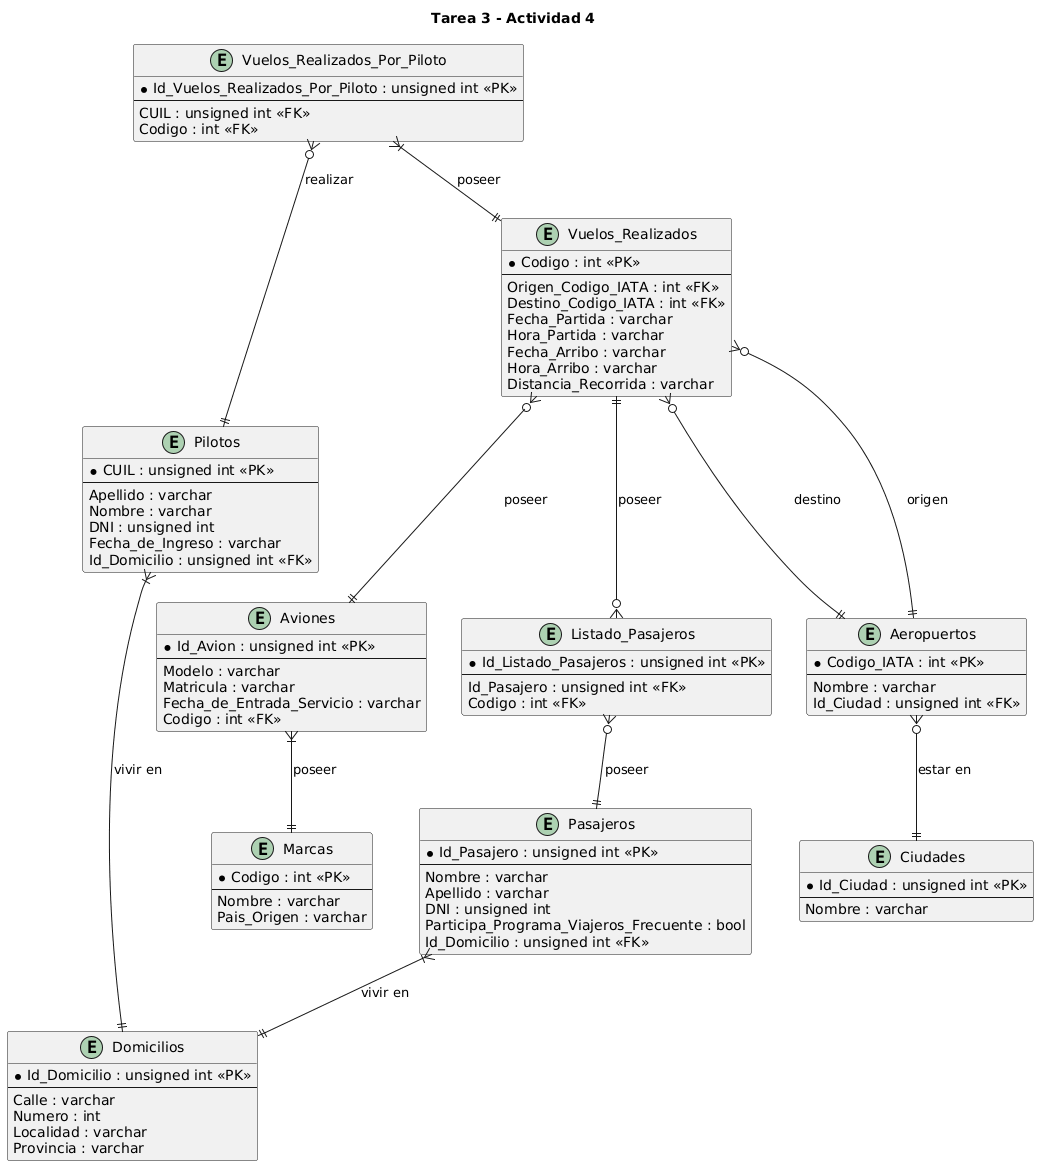 Tarea 3 - Actividad 4
E Vuelos_Realizados_Por_Piloto
Id_Vuelos_Realizados_Por_Piloto : unsigned int «PK»
CUIL : unsigned int «FK»
Codigo : int «FK»
realizar
poseer
E Vuelos_Realizados
Codigo : int «PK»
Origen_Codigo_IATA : int «FK»
Destino_Codigo_IATA : int «FK»
Fecha_Partida : varchar
Hora_Partida : varchar
Fecha_Arribo : varchar
Hora_Arribo : varchar
Distancia_Recorrida : varchar
E Pilotos
CUIL : unsigned int «PK»
Apellido : varchar
Nombre : varchar
DNI : unsigned int
Fecha_de_Ingreso : varchar
Id_Domicilio : unsigned int «FK»
poseer
poseer
destino
origen
E Aviones
Id_Avion : unsigned int «PK»
Modelo : varchar
Matricula : varchar
Fecha_de_Entrada_Servicio : varchar
Codigo : int «FK»
E Listado_Pasajeros
Id_Listado_Pasajeros : unsigned int «PK»
Id_Pasajero : unsigned int «FK»
Codigo : int «FK»
E Aeropuertos
Codigo_IATA : int «PK»
Nombre : varchar
Id_Ciudad : unsigned int «FK»
vivir en
poseer
poseer
estar en
E Marcas
Codigo : int «PK»
Nombre : varchar
Pais_Origen : varchar
E Pasajeros
Id_Pasajero : unsigned int «PK»
Nombre : varchar
Apellido : varchar
DNI : unsigned int
Participa_Programa_Viajeros_Frecuente : bool
Id_Domicilio : unsigned int «FK»
E Ciudades
Id_Ciudad : unsigned int «PK»
Nombre : varchar
vivir en
E Domicilios
Id_Domicilio : unsigned int «PK»
Calle : varchar
Numero : int
Localidad : varchar
Provincia : varchar